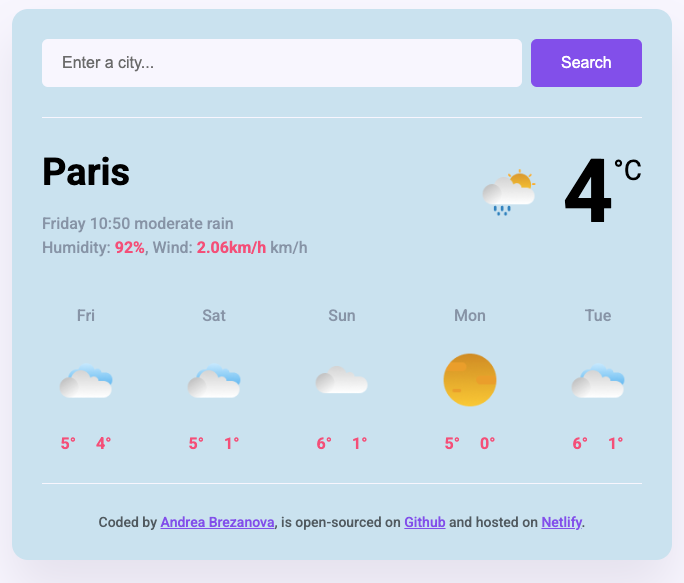 Enter a city...
Search
Paris
4°C
Friday 10:50 moderate rain
Humidity: 92%, Wind: 2.06km/h km/h
Fri Sat Sun Mon Tue
5° 4° 5° 1° 6° 1° 5° 0° 6° 1°
Coded by Andrea Brezanova, is open-sourced on Github and hosted on Netlify.